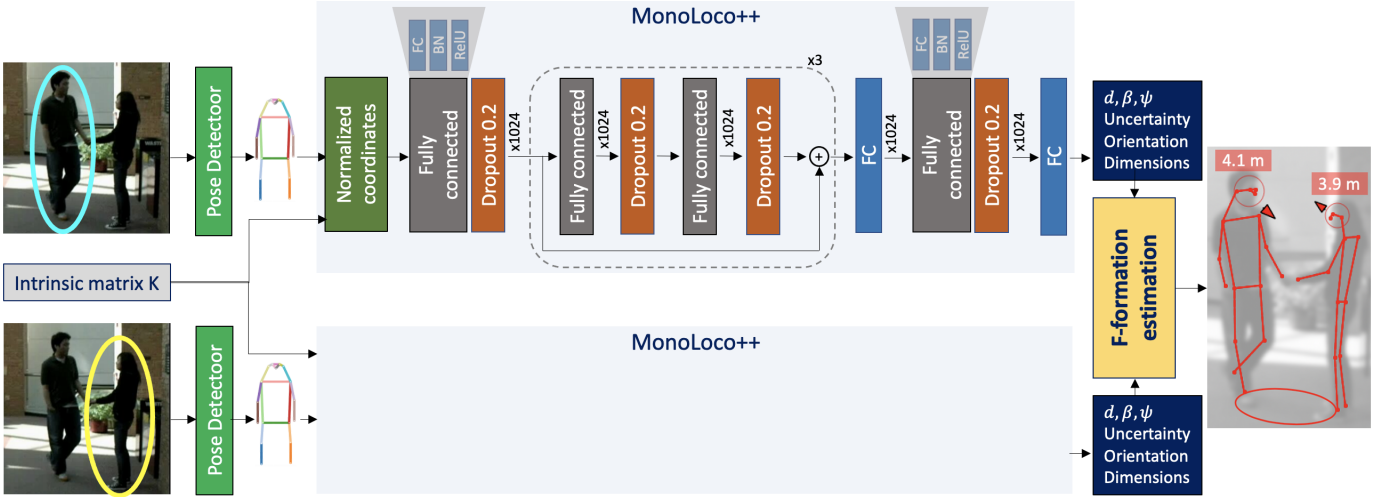 MonoLoco++
FC
BN
RelU
FC
BN
RelU
x3
Pose Detectoor
Normalized
coordinates
Fully
connected
Dropout 0.2
x1024
Fully connected
x1024
Dropout 0.2
Fully connected
x1024
Dropout 0.2
+
FC
x1024
Fully
connected
Dropout 0.2
x1024
FC
d, β, ψ
Uncertainty
Orientation
Dimensions
4.1 m
3.9 m
Intrinsic matrix K
F-formation
estimation
MonoLoco++
Pose Detectoor
d, β, ψ
Uncertainty
Orientation
Dimensions